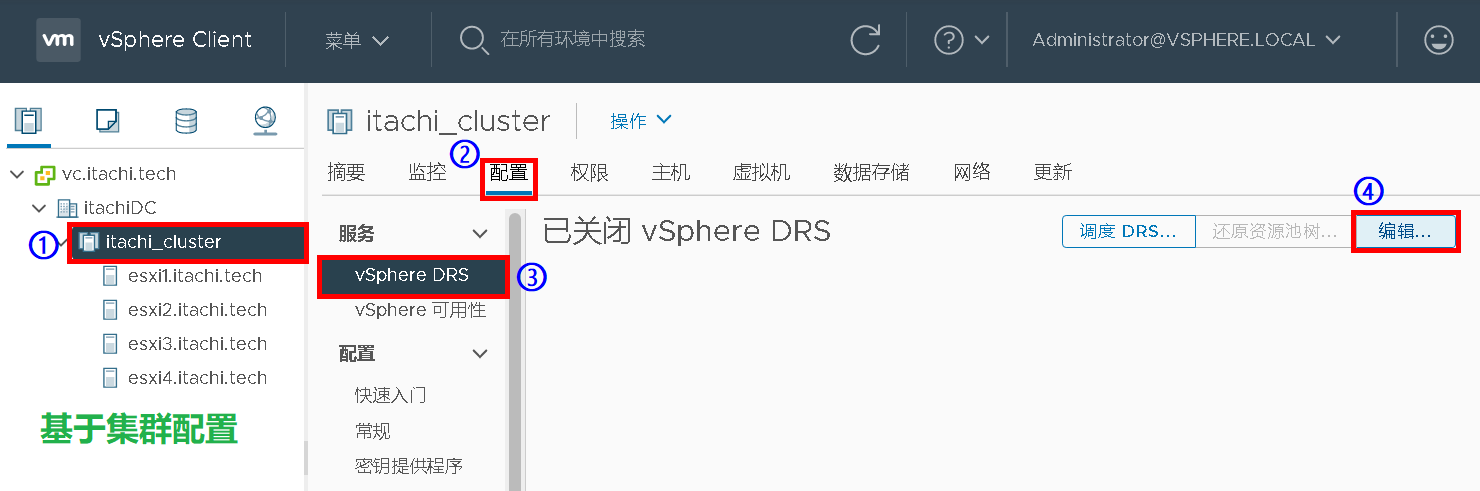 vm vSphere Client 菜单 在所有环境中搜索 ? Administrator@VSPHERE.LOCAL
itachi_cluster 操作
② ④
摘要 监控 配置 权限 主机 虚拟机 数据存储 网络 更新
vc.itachi.tech
itachiDC
① itachi_cluster
esxi1.itachi.tech
esxi2.itachi.tech
esxi3.itachi.tech
esxi4.itachi.tech
基于集群配置
服务
vSphere DRS ③
vSphere 可用性
配置
快速入门
常规
密钥提供程序
已关闭 vSphere DRS 调度 DRS... 还原资源池树... 编辑...